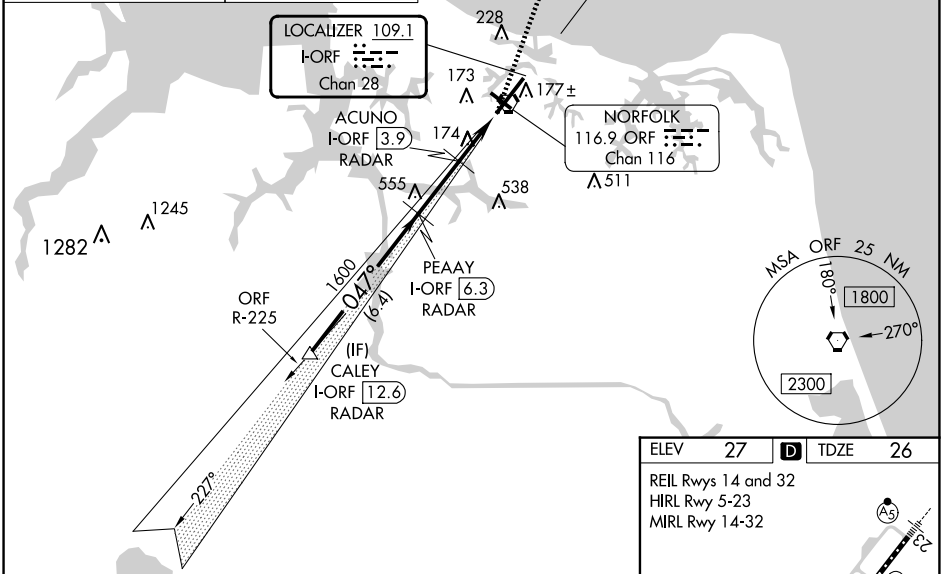 LOCALIZER 109.1
I-ORF
Chan 28
228
173
177±
ACUNO
I-ORF 3.9
RADAR
174
NORFOLK
116.9 ORF
Chan 116
555
538
511
1245
1282
1600
047°
(6.4)
PEAAY
I-ORF 6.3
RADAR
ORF
R-225
(IF)
CALEY
I-ORF 12.6
RADAR
227°
MSA ORF 25 NM
180°
1800
270°
2300
ELEV 27 D TDZE 26
REIL Rwys 14 and 32
HIRL Rwy 5-23
MIRL Rwy 14-32
A5
23